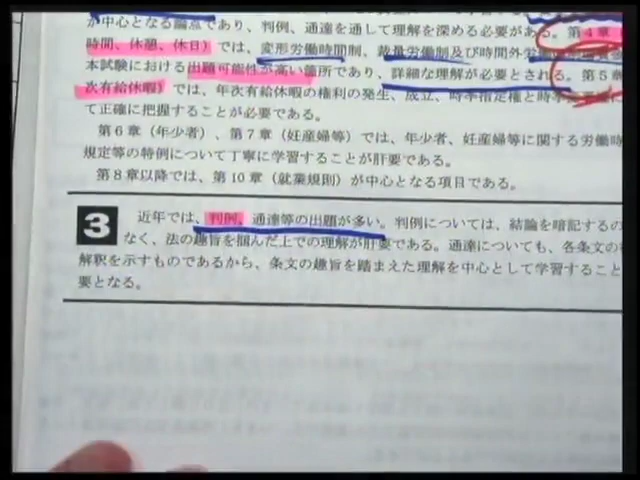 が中心となる論点であり、判例、通達を通して理解を深める必要がある。第4章
時間、休憩、休日）では、変形労働時間制、裁量労働制及び時間外労働
本試験における出題可能性が高い箇所であり、詳細な理解が必要とされる。第5章
次有給休暇）では、年次有給休暇の権利の発生、成立、時季指定権と時季
て正確に把握することが必要である。
第6章（年少者）、第7章（妊産婦等）では、年少者、妊産婦等に関する労働時
規定等の特例について丁寧に学習することが肝要である。
第8章以降では、第10章（就業規則）が中心となる項目である。
3 近年では、判例、通達等の出題が多い。判例については、結論を暗記するの
なく、法の趣旨を掴んだ上での理解が肝要である。通達についても、各条文の
解釈を示すものであるから、条文の趣旨を踏まえた理解を中心として学習すること
要となる。